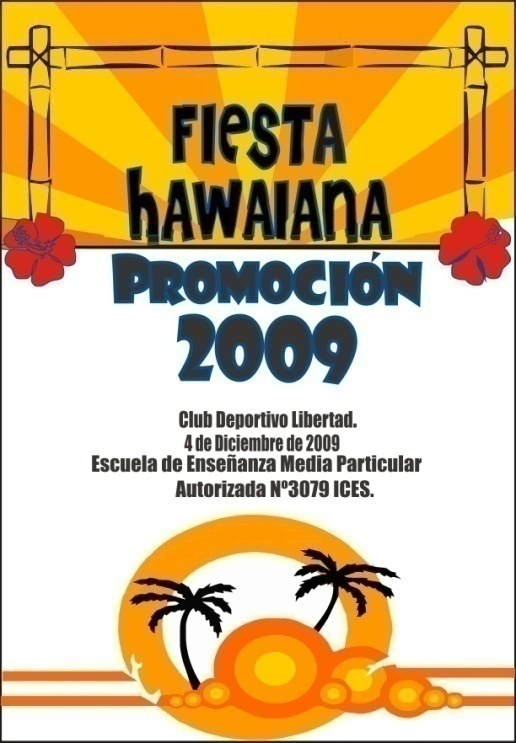 FIESTA
HAWAIANA
PROMOCIÓN
2009
Club Deportivo Libertad.
4 de Diciembre de 2009
Escuela de Enseñanza Media Particular
Autorizada Nº3079 ICES.